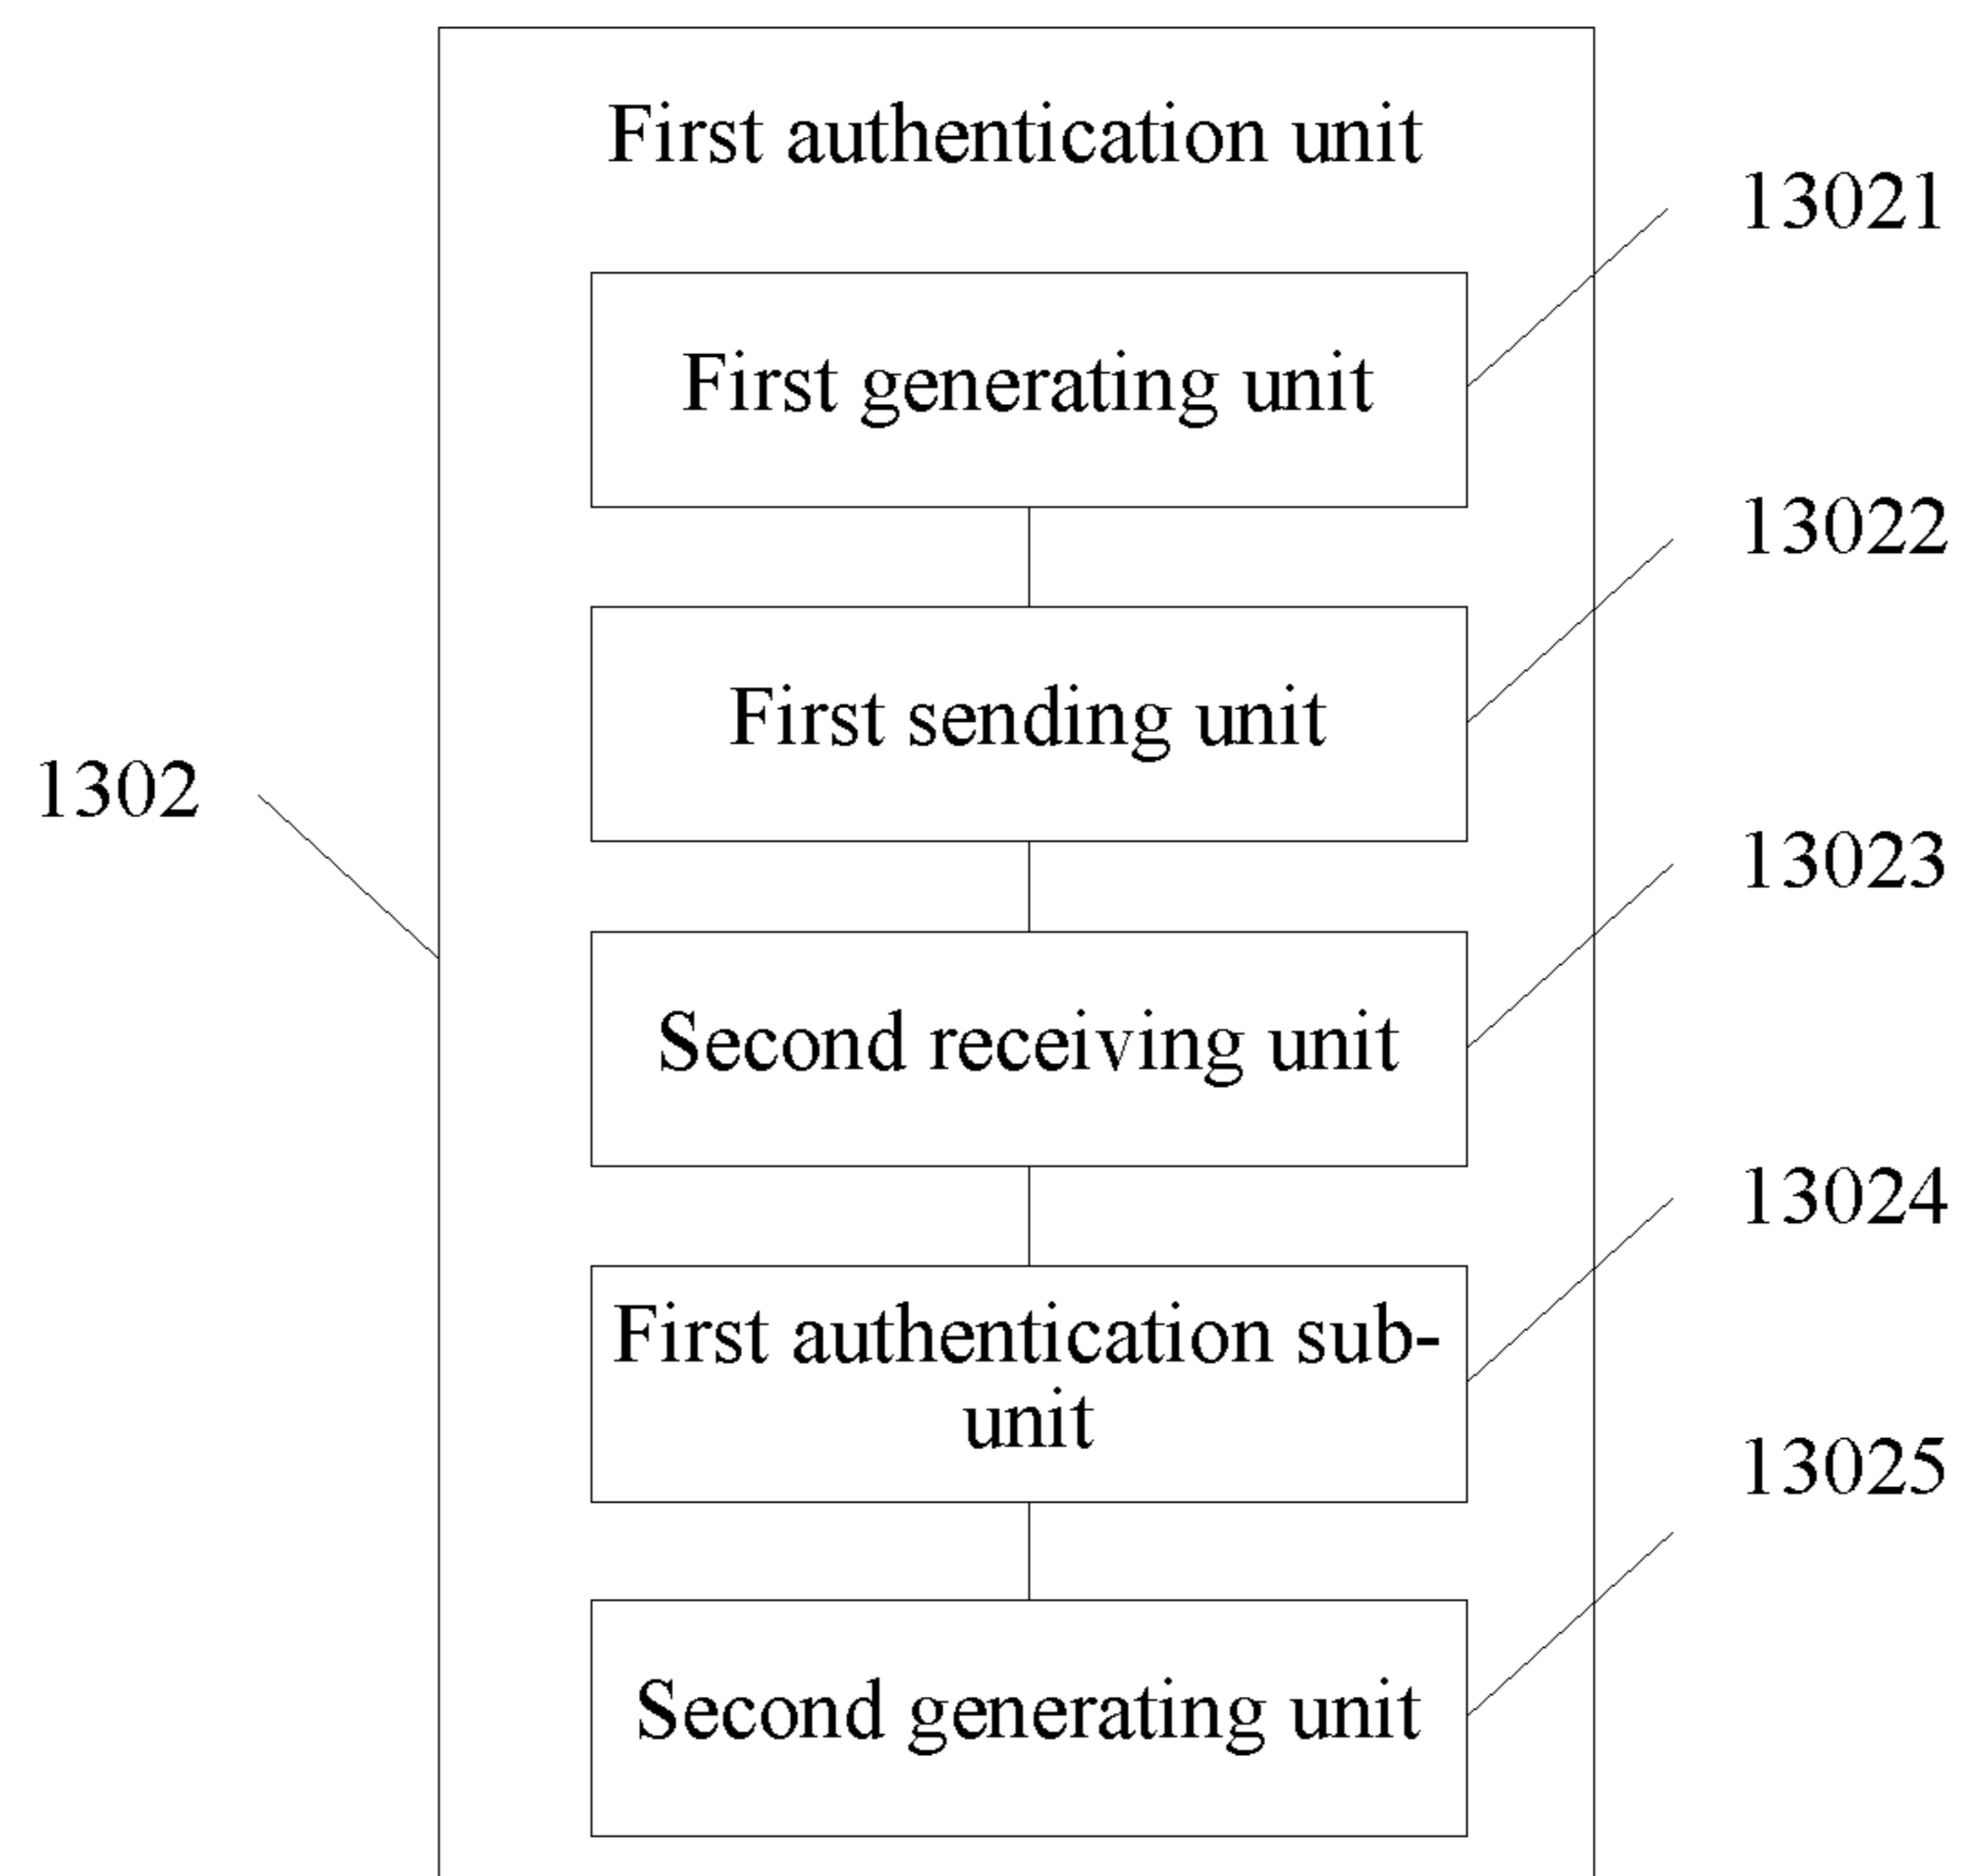 First authentication unit
13021
First generating unit
13022
First sending unit
1302
13023
Second receiving unit
13024
First authentication sub-
unit
13025
Second generating unit